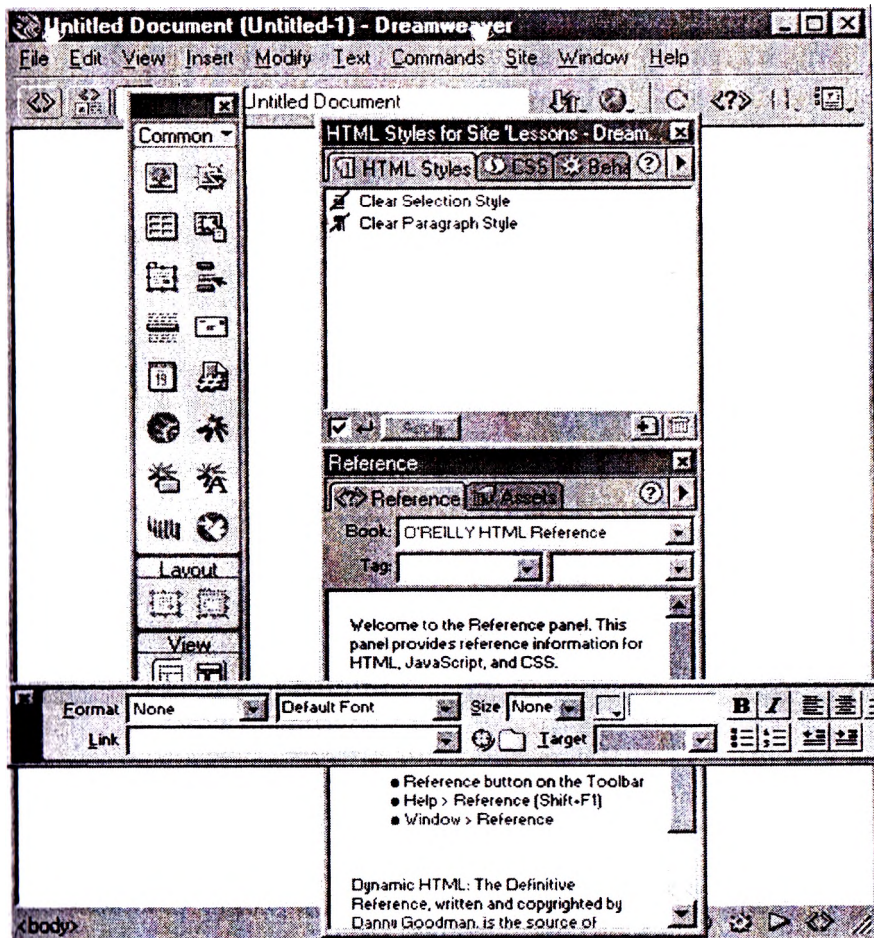 Untitled Document (Untitled-1) - Dreamweaver
File Edit View Insert Modify Text Commands Site Window Help
Untitled Document
Common
HTML Styles for Site 'Lessons - Dream...
HTML Styles CSS Beha
Clear Selection Style
Clear Paragraph Style
19
Apply
Reference
Reference Assets
Book: O'REILLY HTML Reference
Tag:
Layout
Welcome to the Reference panel. This
panel provides reference information for
HTML, JavaScript, and CSS.
View
Format None Default Font Size None B I
Link Target
Reference button on the Toolbar
Help > Reference (Shift+F1)
Window > Reference
Dynamic HTML: The Definitive
Reference, written and copyrighted by
Danny Goodman, is the source of
<body>